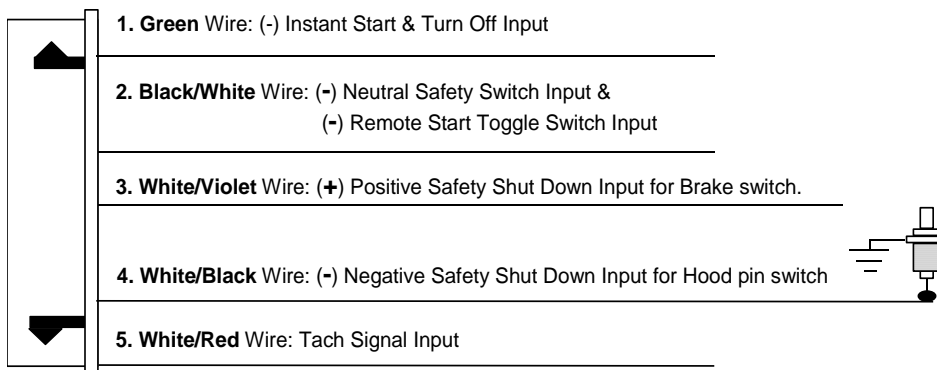 1. Green Wire: (-) Instant Start & Turn Off Input
2. Black/White Wire: (-) Neutral Safety Switch Input &
(-) Remote Start Toggle Switch Input
3. White/Violet Wire: (+) Positive Safety Shut Down Input for Brake switch.
4. White/Black Wire: (-) Negative Safety Shut Down Input for Hood pin switch
5. White/Red Wire: Tach Signal Input